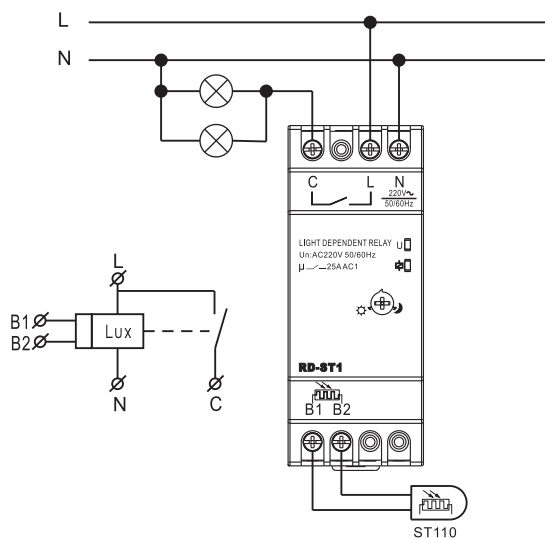 L
N
C L N
220V~
50/60Hz
LIGHT DEPENDENT RELAY U
Un:AC220V 50/60Hz
μ 25A AC1
RD-ST1
B1 B2
ST110
L
B1
B2
Lux
N C